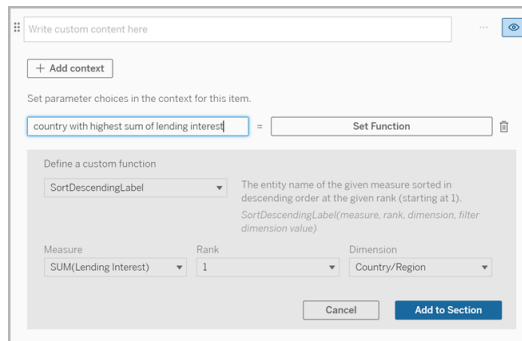 Write custom content here
+ Add context
Set parameter choices in the context for this item.
country with highest sum of lending interest = Set Function
Define a custom function
SortDescendingLabel
The entity name of the given measure sorted in
descending order at the given rank (starting at 1).
SortDescendingLabel(measure, rank, dimension, filter
dimension value)
Measure Rank Dimension
SUM(Lending Interest) 1 Country/Region
Cancel Add to Section